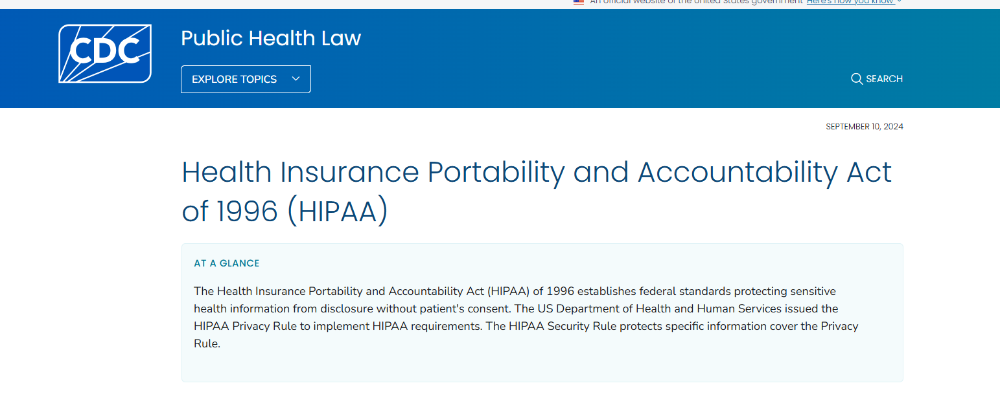 An official website of the United States government Here's how you know
CDC
Public Health Law
EXPLORE TOPICS
SEARCH
SEPTEMBER 10, 2024
Health Insurance Portability and Accountability Act
of 1996 (HIPAA)
AT A GLANCE
The Health Insurance Portability and Accountability Act (HIPAA) of 1996 establishes federal standards protecting sensitive
health information from disclosure without patient's consent. The US Department of Health and Human Services issued the
HIPAA Privacy Rule to implement HIPAA requirements. The HIPAA Security Rule protects specific information cover the Privacy
Rule.